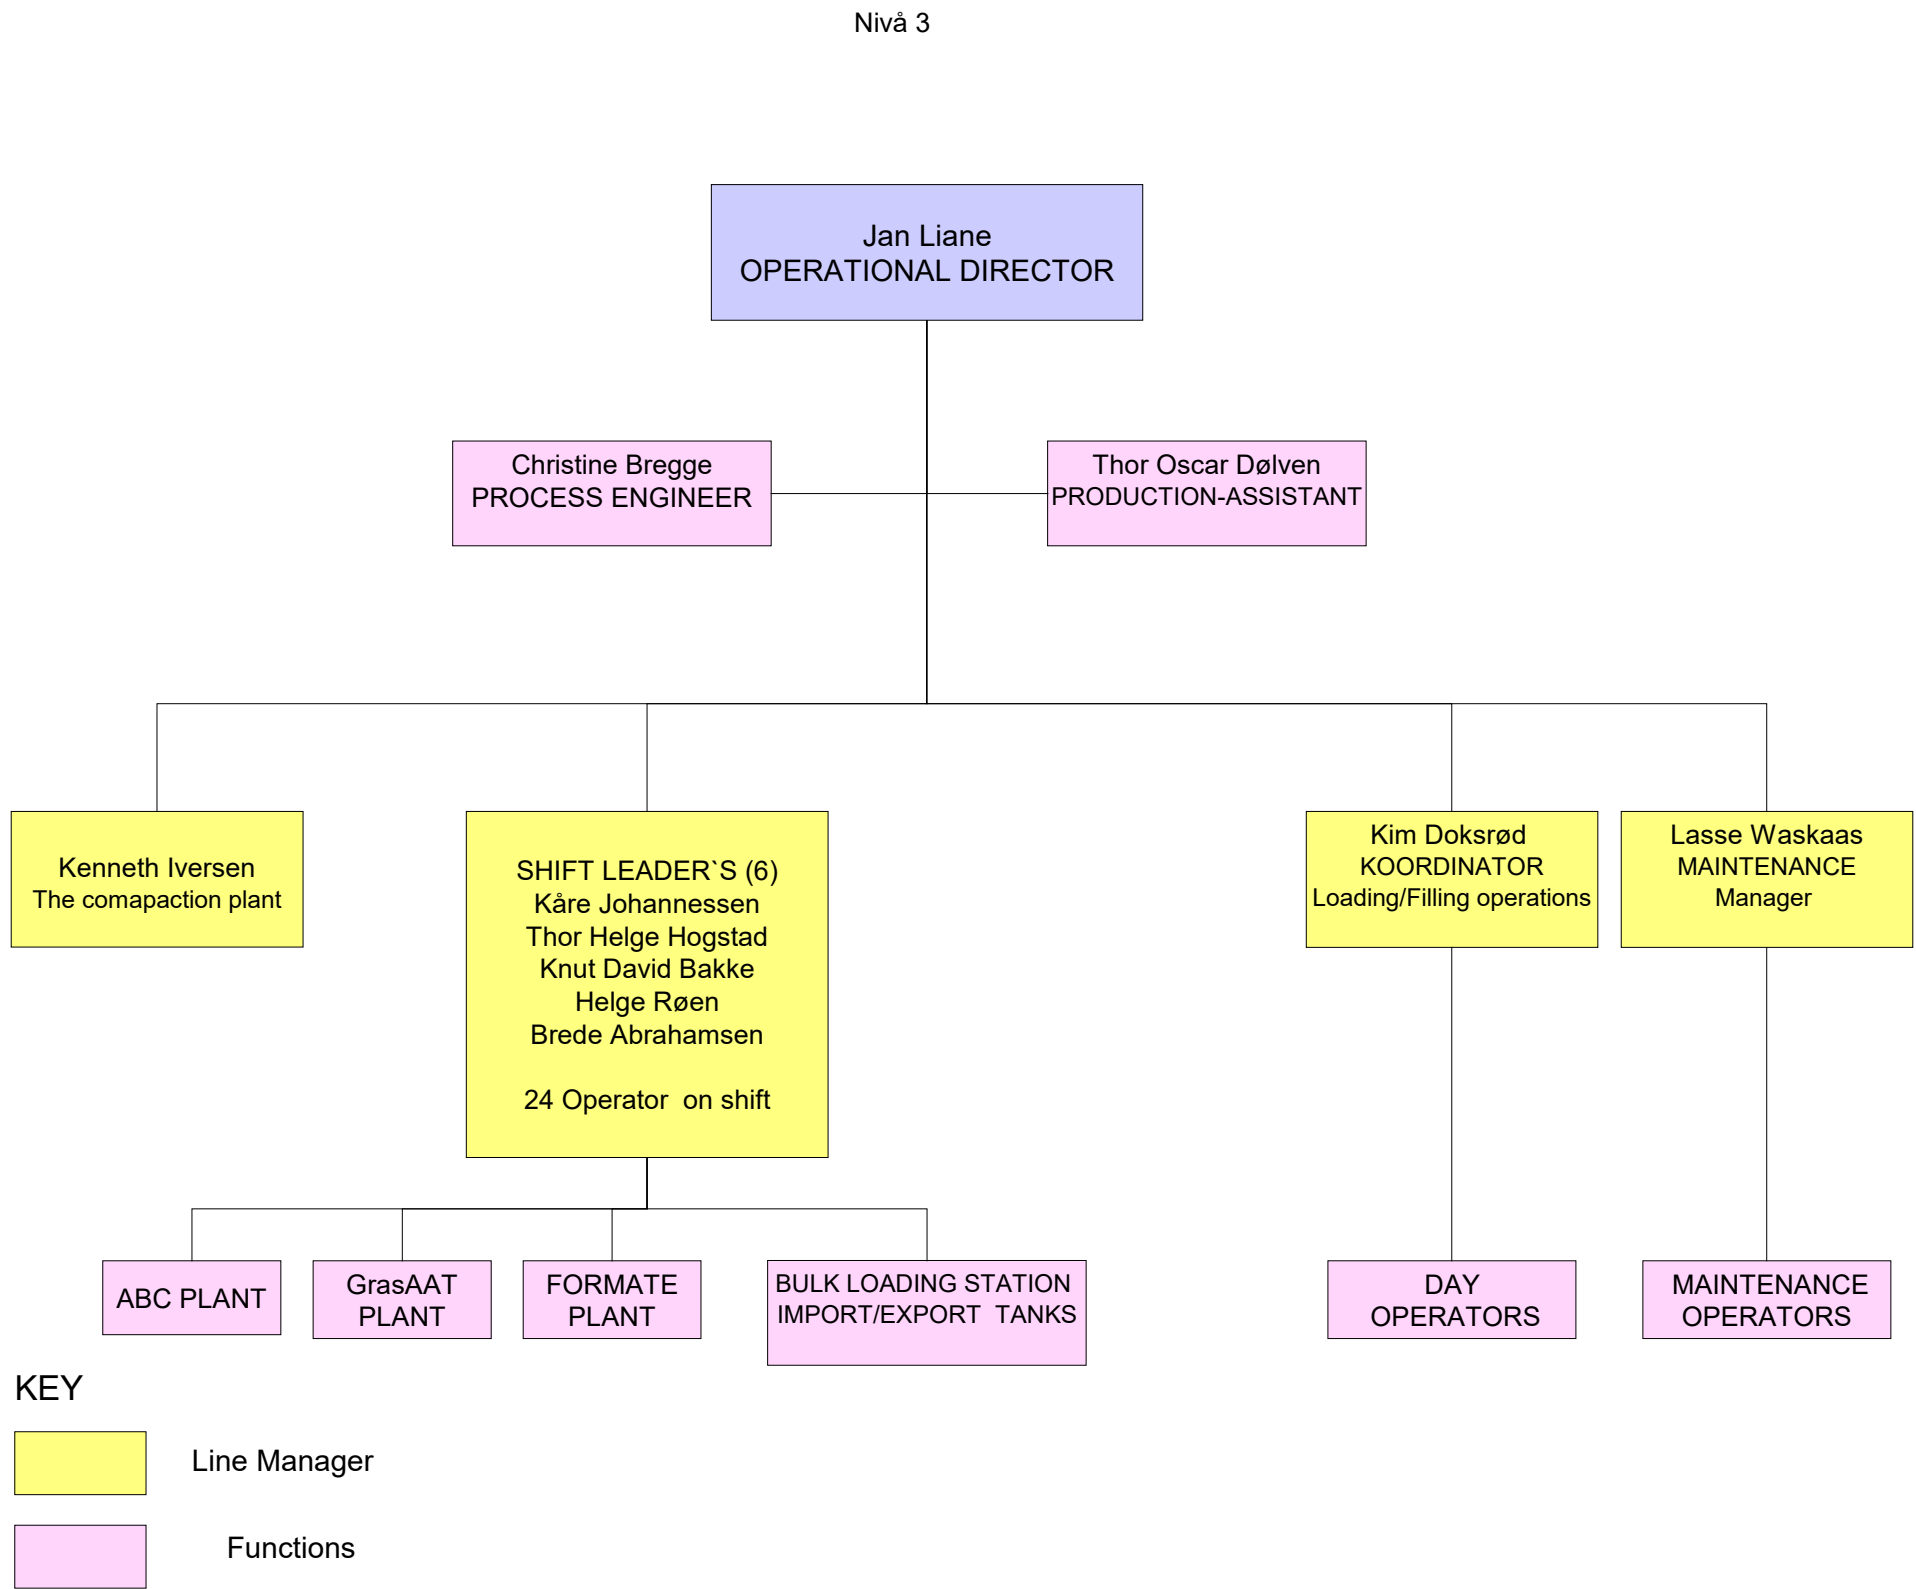 Nivå 3
Jan Liane
OPERATIONAL DIRECTOR
Christine Bregge
PROCESS ENGINEER
Thor Oscar Dølven
PRODUCTION-ASSISTANT
Kenneth Iversen
The comapaction plant
SHIFT LEADER`S (6)
Kåre Johannessen
Thor Helge Hogstad
Knut David Bakke
Helge Røen
Brede Abrahamsen
24 Operator  on shift
Kim Doksrød
KOORDINATOR
Loading/Filling operations
Lasse Waskaas
MAINTENANCE
Manager
ABC PLANT
GrasAAT
PLANT
FORMATE
PLANT
BULK LOADING STATION
IMPORT/EXPORT  TANKS
DAY
OPERATORS
MAINTENANCE
OPERATORS
KEY
Line Manager
Functions